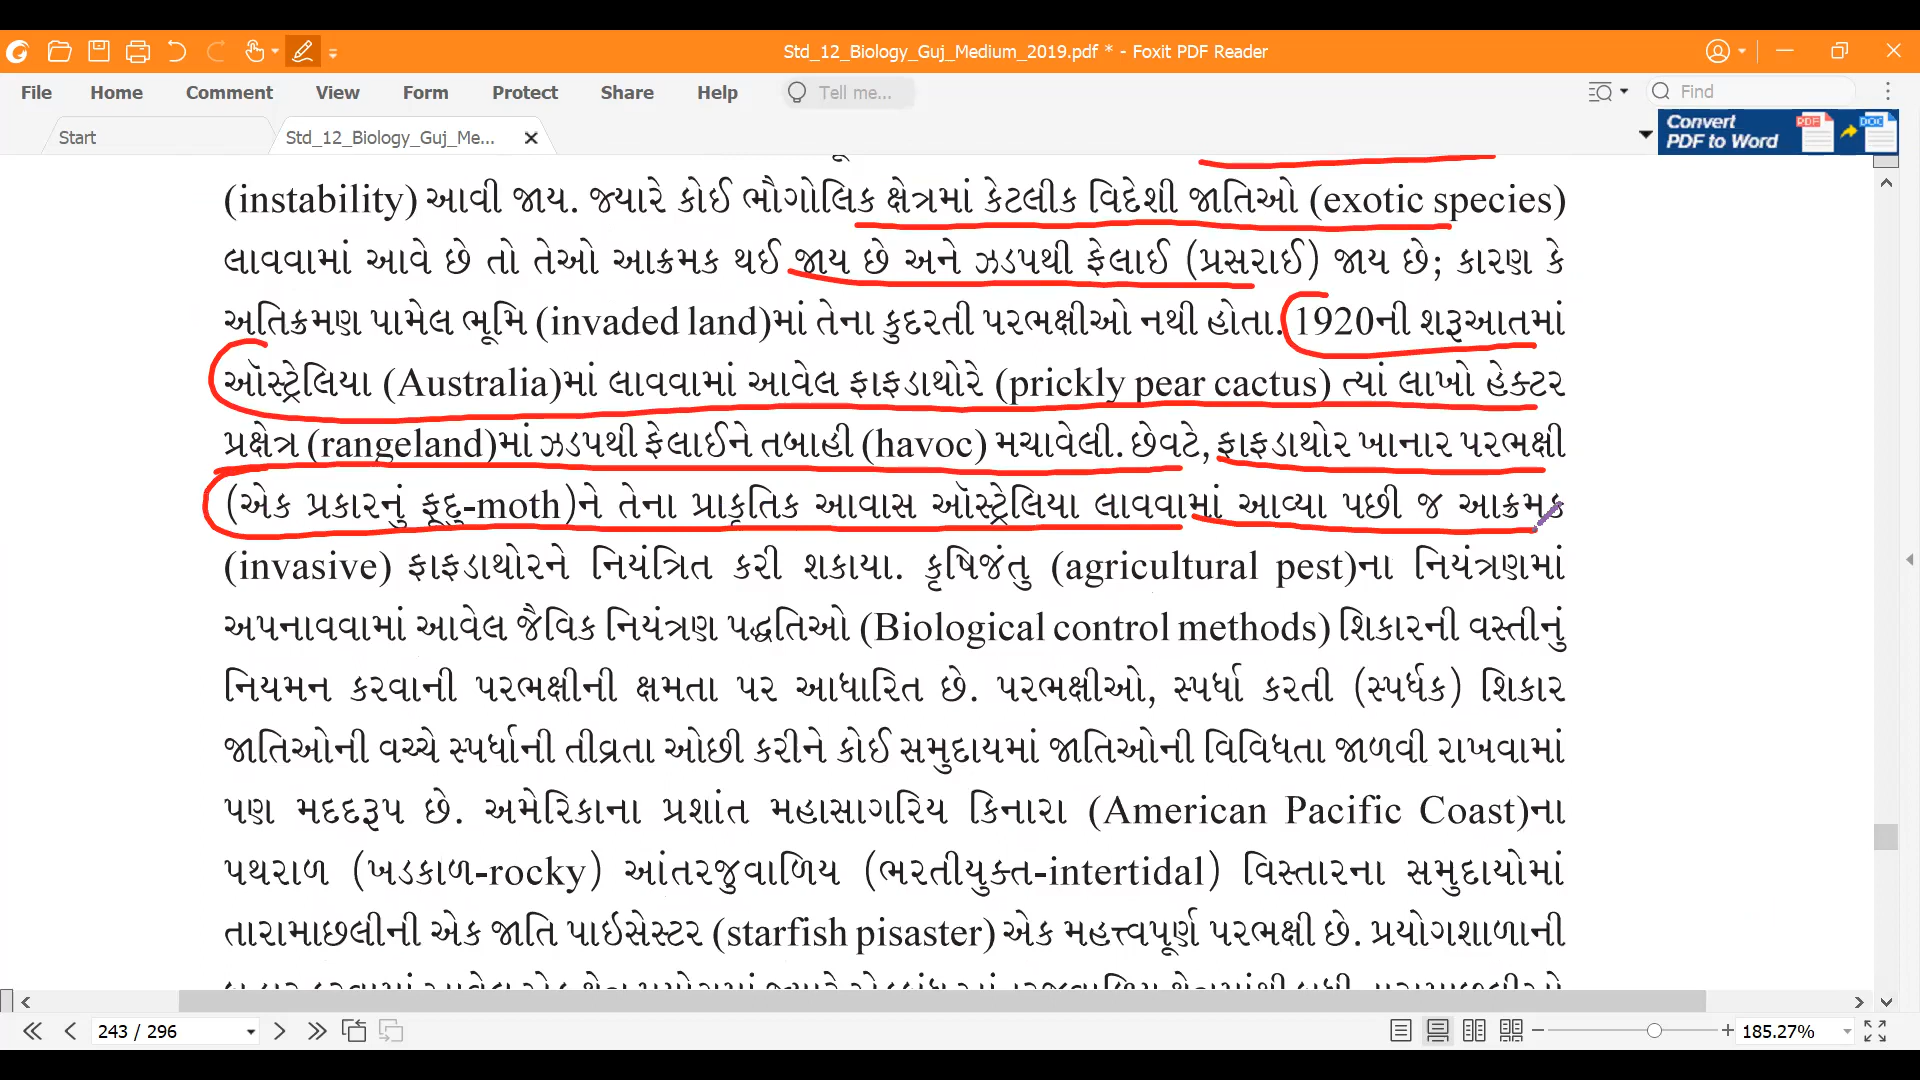 Std_12_Biology_Guj_Medium_2019.pdf * - Foxit PDF Reader
File Home Comment View Form Protect Share Help Tell me... Find
Start Std_12_Biology_Guj_Me... Convert PDF to Word PDF DOC
(instability) આવી જાય. જ્યારે કોઈ ભૌગોલિક ક્ષેત્રમાં કેટલીક વિદેશી જાતિઓ (exotic species)
લાવવામાં આવે છે તો તેઓ આક્રમક થઈ જાય છે અને ઝડપથી ફેલાઈ (પ્રસરાઈ) જાય છે; કારણ કે
અતિક્રમણ પામેલ ભૂમિ (invaded land)માં તેના કુદરતી પરભક્ષીઓ નથી હોતા. 1920ની શરૂઆતમાં
ઑસ્ટ્રેલિયા (Australia)માં લાવવામાં આવેલ ફાફડાથોરે (prickly pear cactus) ત્યાં લાખો હેક્ટર
પ્રક્ષેત્ર (rangeland)માં ઝડપથી ફેલાઈને તબાહી (havoc) મચાવેલી. છેવટે, ફાફડાથોર ખાનાર પરભક્ષી
(એક પ્રકારનું ફૂદુ-moth)ને તેના પ્રાકૃતિક આવાસ ઑસ્ટ્રેલિયા લાવવામાં આવ્યા પછી જ આક્રમક
(invasive) ફાફડાથોરને નિયંત્રિત કરી શકાયા. કૃષિજંતુ (agricultural pest)ના નિયંત્રણમાં
અપનાવવામાં આવેલ જૈવિક નિયંત્રણ પદ્ધતિઓ (Biological control methods) શિકારની વસ્તીનું
નિયમન કરવાની પરભક્ષીની ક્ષમતા પર આધારિત છે. પરભક્ષીઓ, સ્પર્ધા કરતી (સ્પર્ધક) શિકાર
જાતિઓની વચ્ચે સ્પર્ધાની તીવ્રતા ઓછી કરીને કોઈ સમુદાયમાં જાતિઓની વિવિધતા જાળવી રાખવામાં
પણ મદદરૂપ છે. અમેરિકાના પ્રશાંત મહાસાગરિય કિનારા (American Pacific Coast)ના
પથરાળ (ખડકાળ-rocky) આંતરજુવાળિય (ભરતીયુક્ત-intertidal) વિસ્તારના સમુદાયોમાં
તારામાછલીની એક જાતિ પાઇસેસ્ટર (starfish pisaster) એક મહત્ત્વપૂર્ણ પરભક્ષી છે. પ્રયોગશાળાની
243 / 296 185.27%